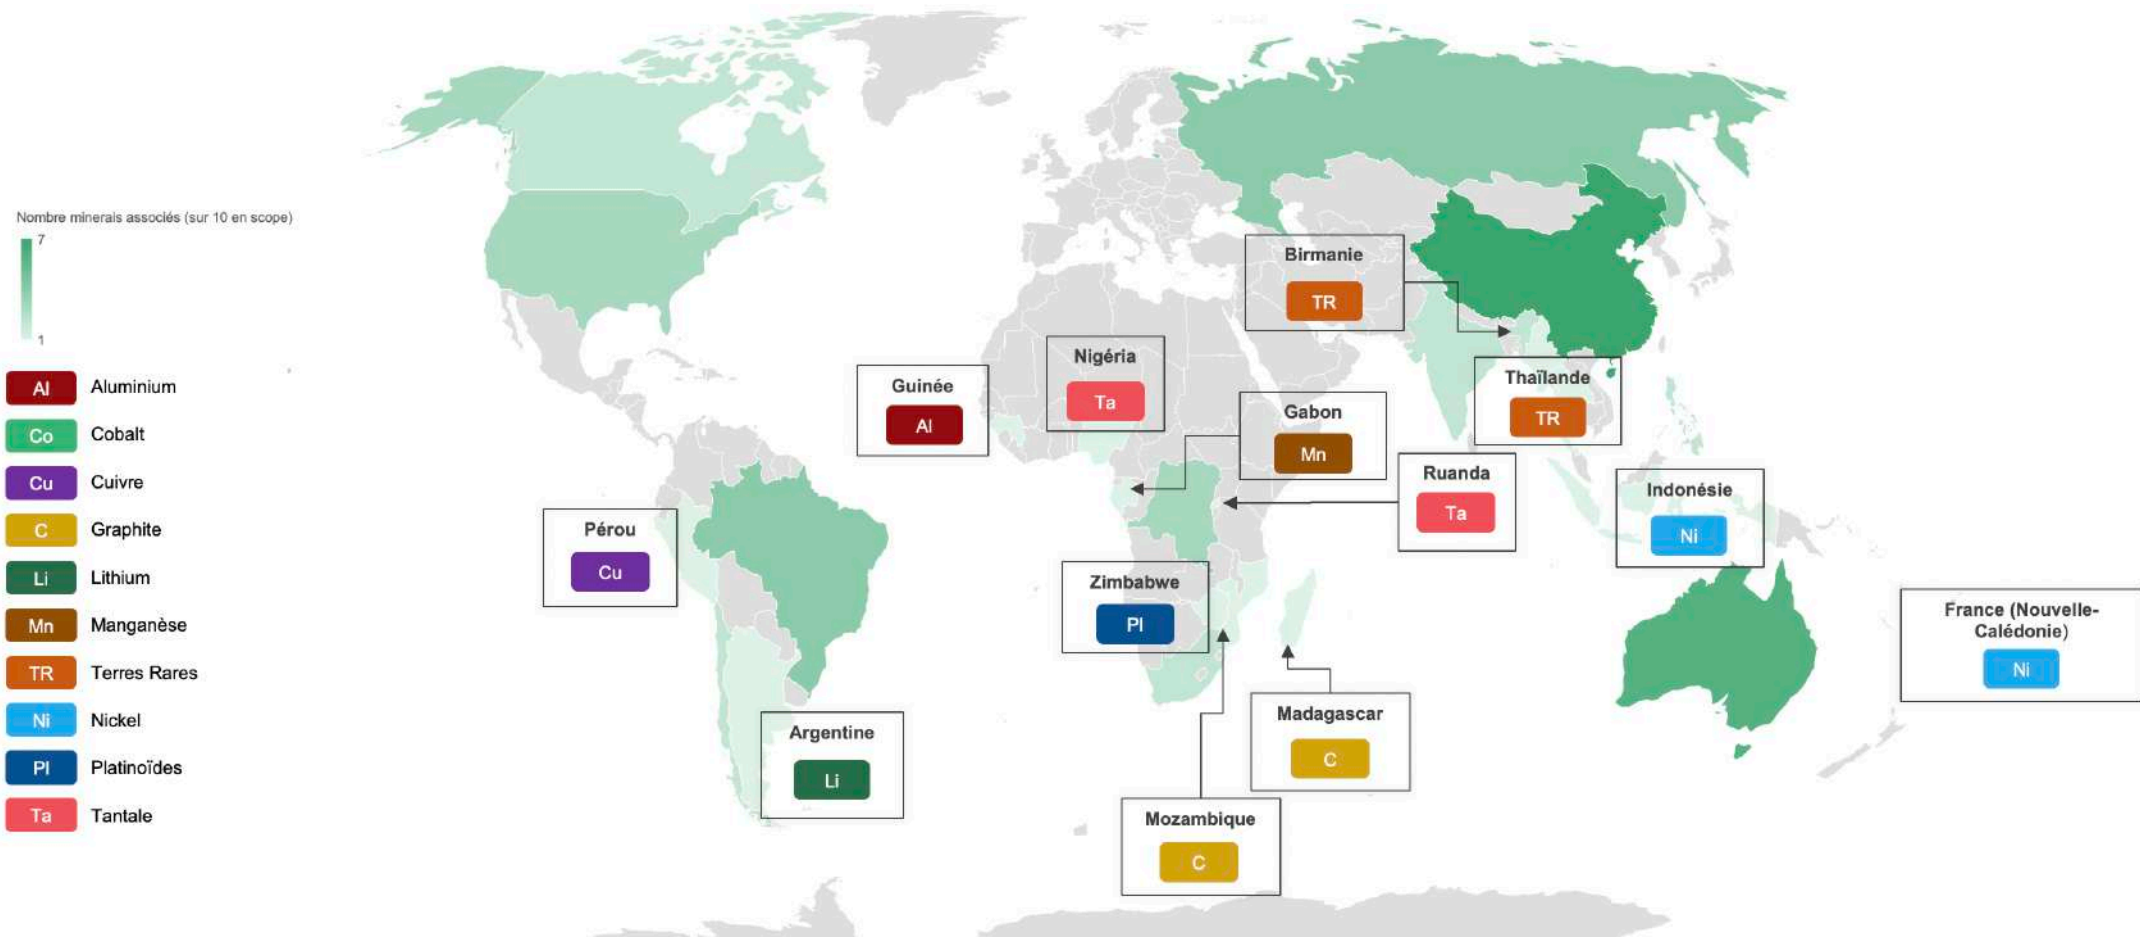 Nombre minerais associés (sur 10 en scope)
7
1
Al Aluminium
Co Cobalt
Cu Cuivre
C Graphite
Li Lithium
Mn Manganèse
TR Terres Rares
Ni Nickel
Pl Platinoïdes
Ta Tantale
Birmanie
TR
Nigéria
Ta
Guinée
Al
Thaïlande
TR
Gabon
Mn
Ruanda
Ta
Indonésie
Ni
Pérou
Cu
Zimbabwe
Pl
France (Nouvelle-
Calédonie)
Ni
Madagascar
C
Argentine
Li
Mozambique
C